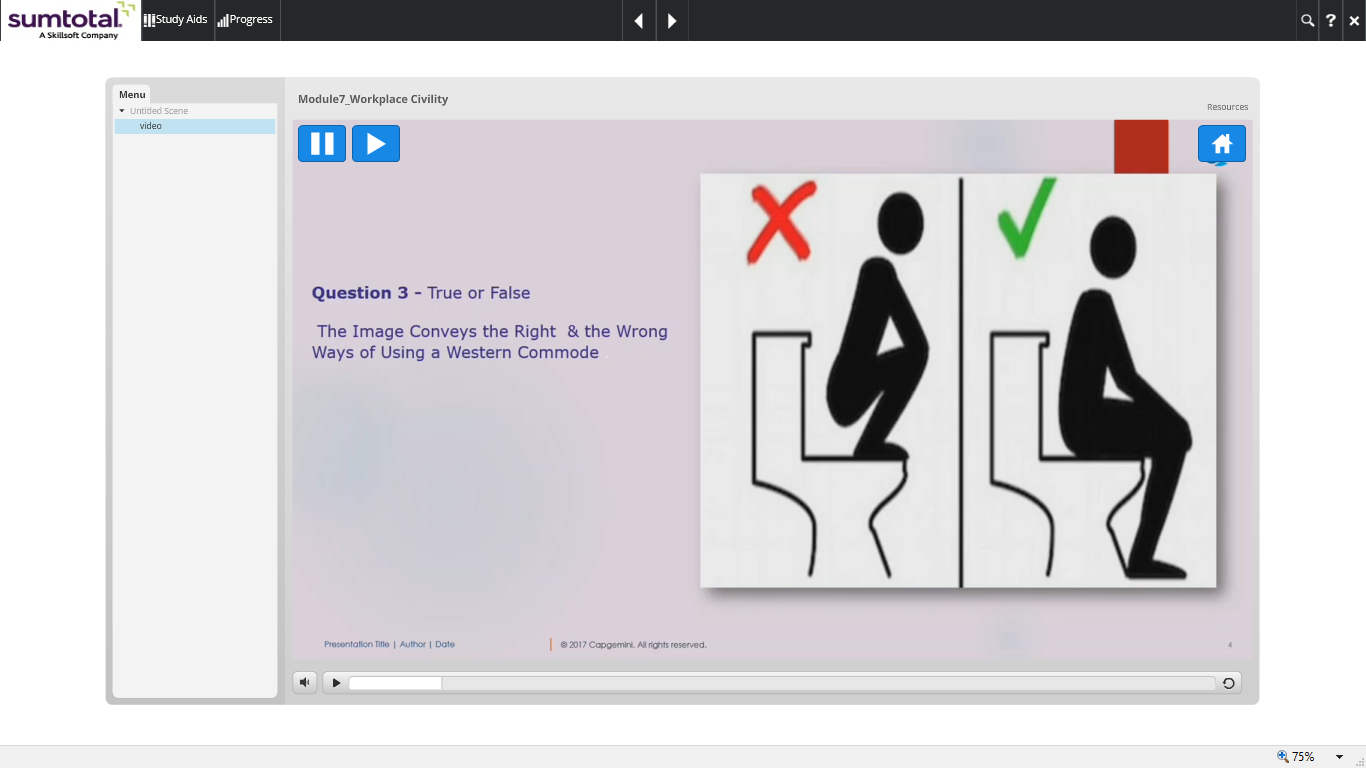 sumtotal
A Skillsoft Company
Study Aids
Progress
?
Menu
Untitled Scene
video
Module7_Workplace Civility
Resources
Question 3 - True or False
The Image Conveys the Right & the Wrong
Ways of Using a Western Commode
Presentation Title | Author | Date
© 2017 Capgemini. All rights reserved.
4
75%